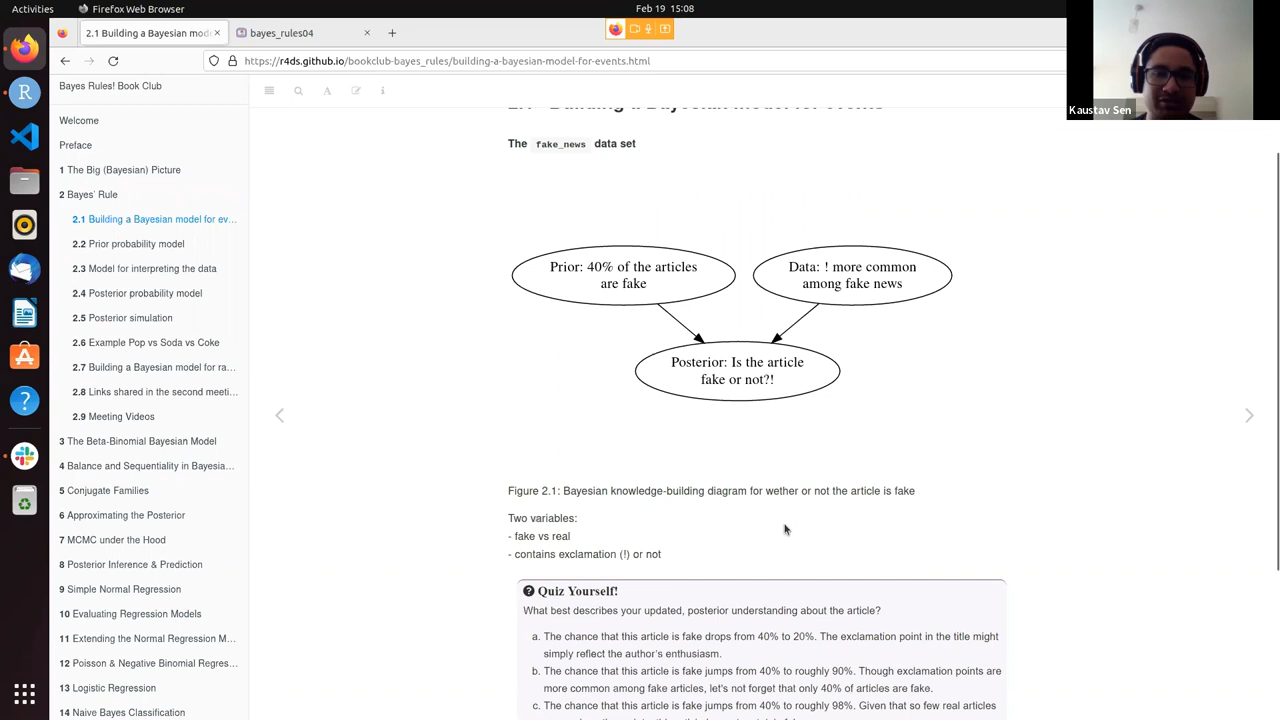 Activities
Firefox Web Browser
Feb 19 15:08
2.1 Building a Bayesian mode
bayes_rules04
https://r4ds.github.io/bookclub-bayes_rules/building-a-bayesian-model-for-events.html
Kaustav Sen
Bayes Rules! Book Club
Welcome
Preface
1 The Big (Bayesian) Picture
2 Bayes' Rule
2.1 Building a Bayesian model for ev…
2.2 Prior probability model
2.3 Model for interpreting the data
2.4 Posterior probability model
2.5 Posterior simulation
2.6 Example Pop vs Soda vs Coke
2.7 Building a Bayesian model for ra…
2.8 Links shared in the second meeti…
2.9 Meeting Videos
3 The Beta-Binomial Bayesian Model
4 Balance and Sequentiality in Bayesia…
5 Conjugate Families
6 Approximating the Posterior
7 MCMC under the Hood
8 Posterior Inference & Prediction
9 Simple Normal Regression
10 Evaluating Regression Models
11 Extending the Normal Regression M…
12 Poisson & Negative Binomial Regres…
13 Logistic Regression
14 Naive Bayes Classification
2.1 Building a Bayesian model for events
The fake_news data set
Prior: 40% of the articles
are fake
Data: ! more common
among fake news
Posterior: Is the article
fake or not?!
Figure 2.1: Bayesian knowledge-building diagram for wether or not the article is fake
Two variables:
- fake vs real
- contains exclamation (!) or not
Quiz Yourself!
What best describes your updated, posterior understanding about the article?
a. The chance that this article is fake drops from 40% to 20%. The exclamation point in the title might
simply reflect the author's enthusiasm.
b. The chance that this article is fake jumps from 40% to roughly 90%. Though exclamation points are
more common among fake articles, let's not forget that only 40% of articles are fake.
c. The chance that this article is fake jumps from 40% to roughly 98%. Given that so few real articles